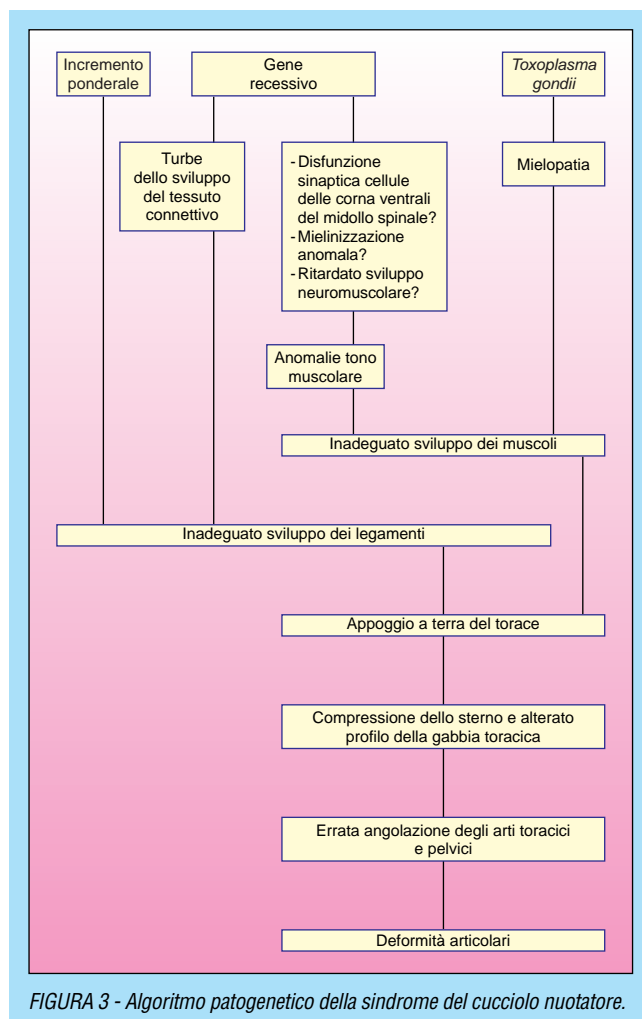 Incremento
ponderale
Gene
recessivo
Toxoplasma
gondii
Turbe
dello sviluppo
del tessuto
connettivo
- Disfunzione
sinaptica cellule
delle corna ventrali
del midollo spinale?
- Mielinizzazione
anomala?
- Ritardato sviluppo
neuromuscolare?
Mielopatia
Anomalie tono
muscolare
Inadeguato sviluppo dei muscoli
Inadeguato sviluppo dei legamenti
Appoggio a terra del torace
Compressione dello sterno e alterato
profilo della gabbia toracica
Errata angolazione degli arti toracici
e pelvici
Deformità articolari
FIGURA 3 - Algoritmo patogenetico della sindrome del cucciolo nuotatore.